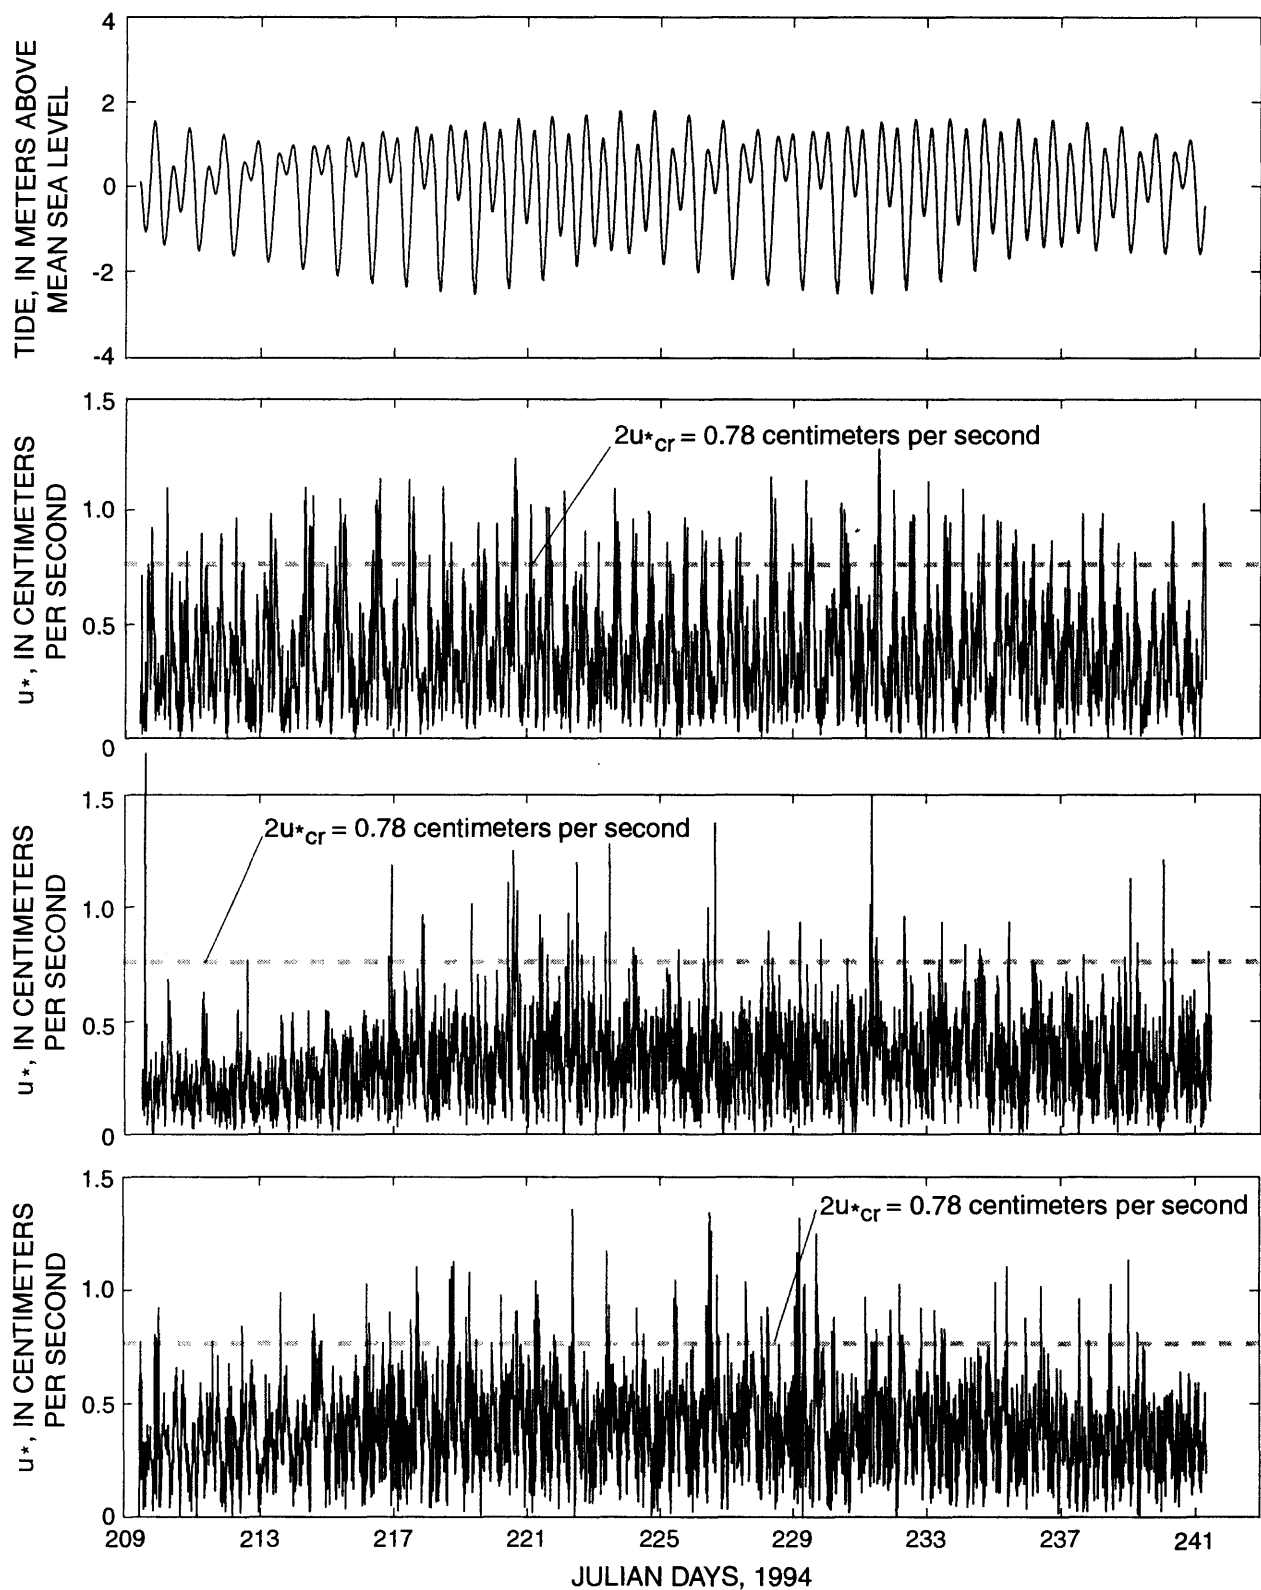 TIDE, IN METERS ABOVE
MEAN SEA LEVEL
4
2
0
-2
-4
u*, IN CENTIMETERS
PER SECOND
1.5
1.0
0.5
0
2u*cr = 0.78 centimeters per second
u*, IN CENTIMETERS
PER SECOND
1.5
1.0
0.5
0
2u*cr = 0.78 centimeters per second
u*, IN CENTIMETERS
PER SECOND
1.5
1.0
0.5
0
2u*cr = 0.78 centimeters per second
209 213 217 221 225 229 233 237 241
JULIAN DAYS, 1994